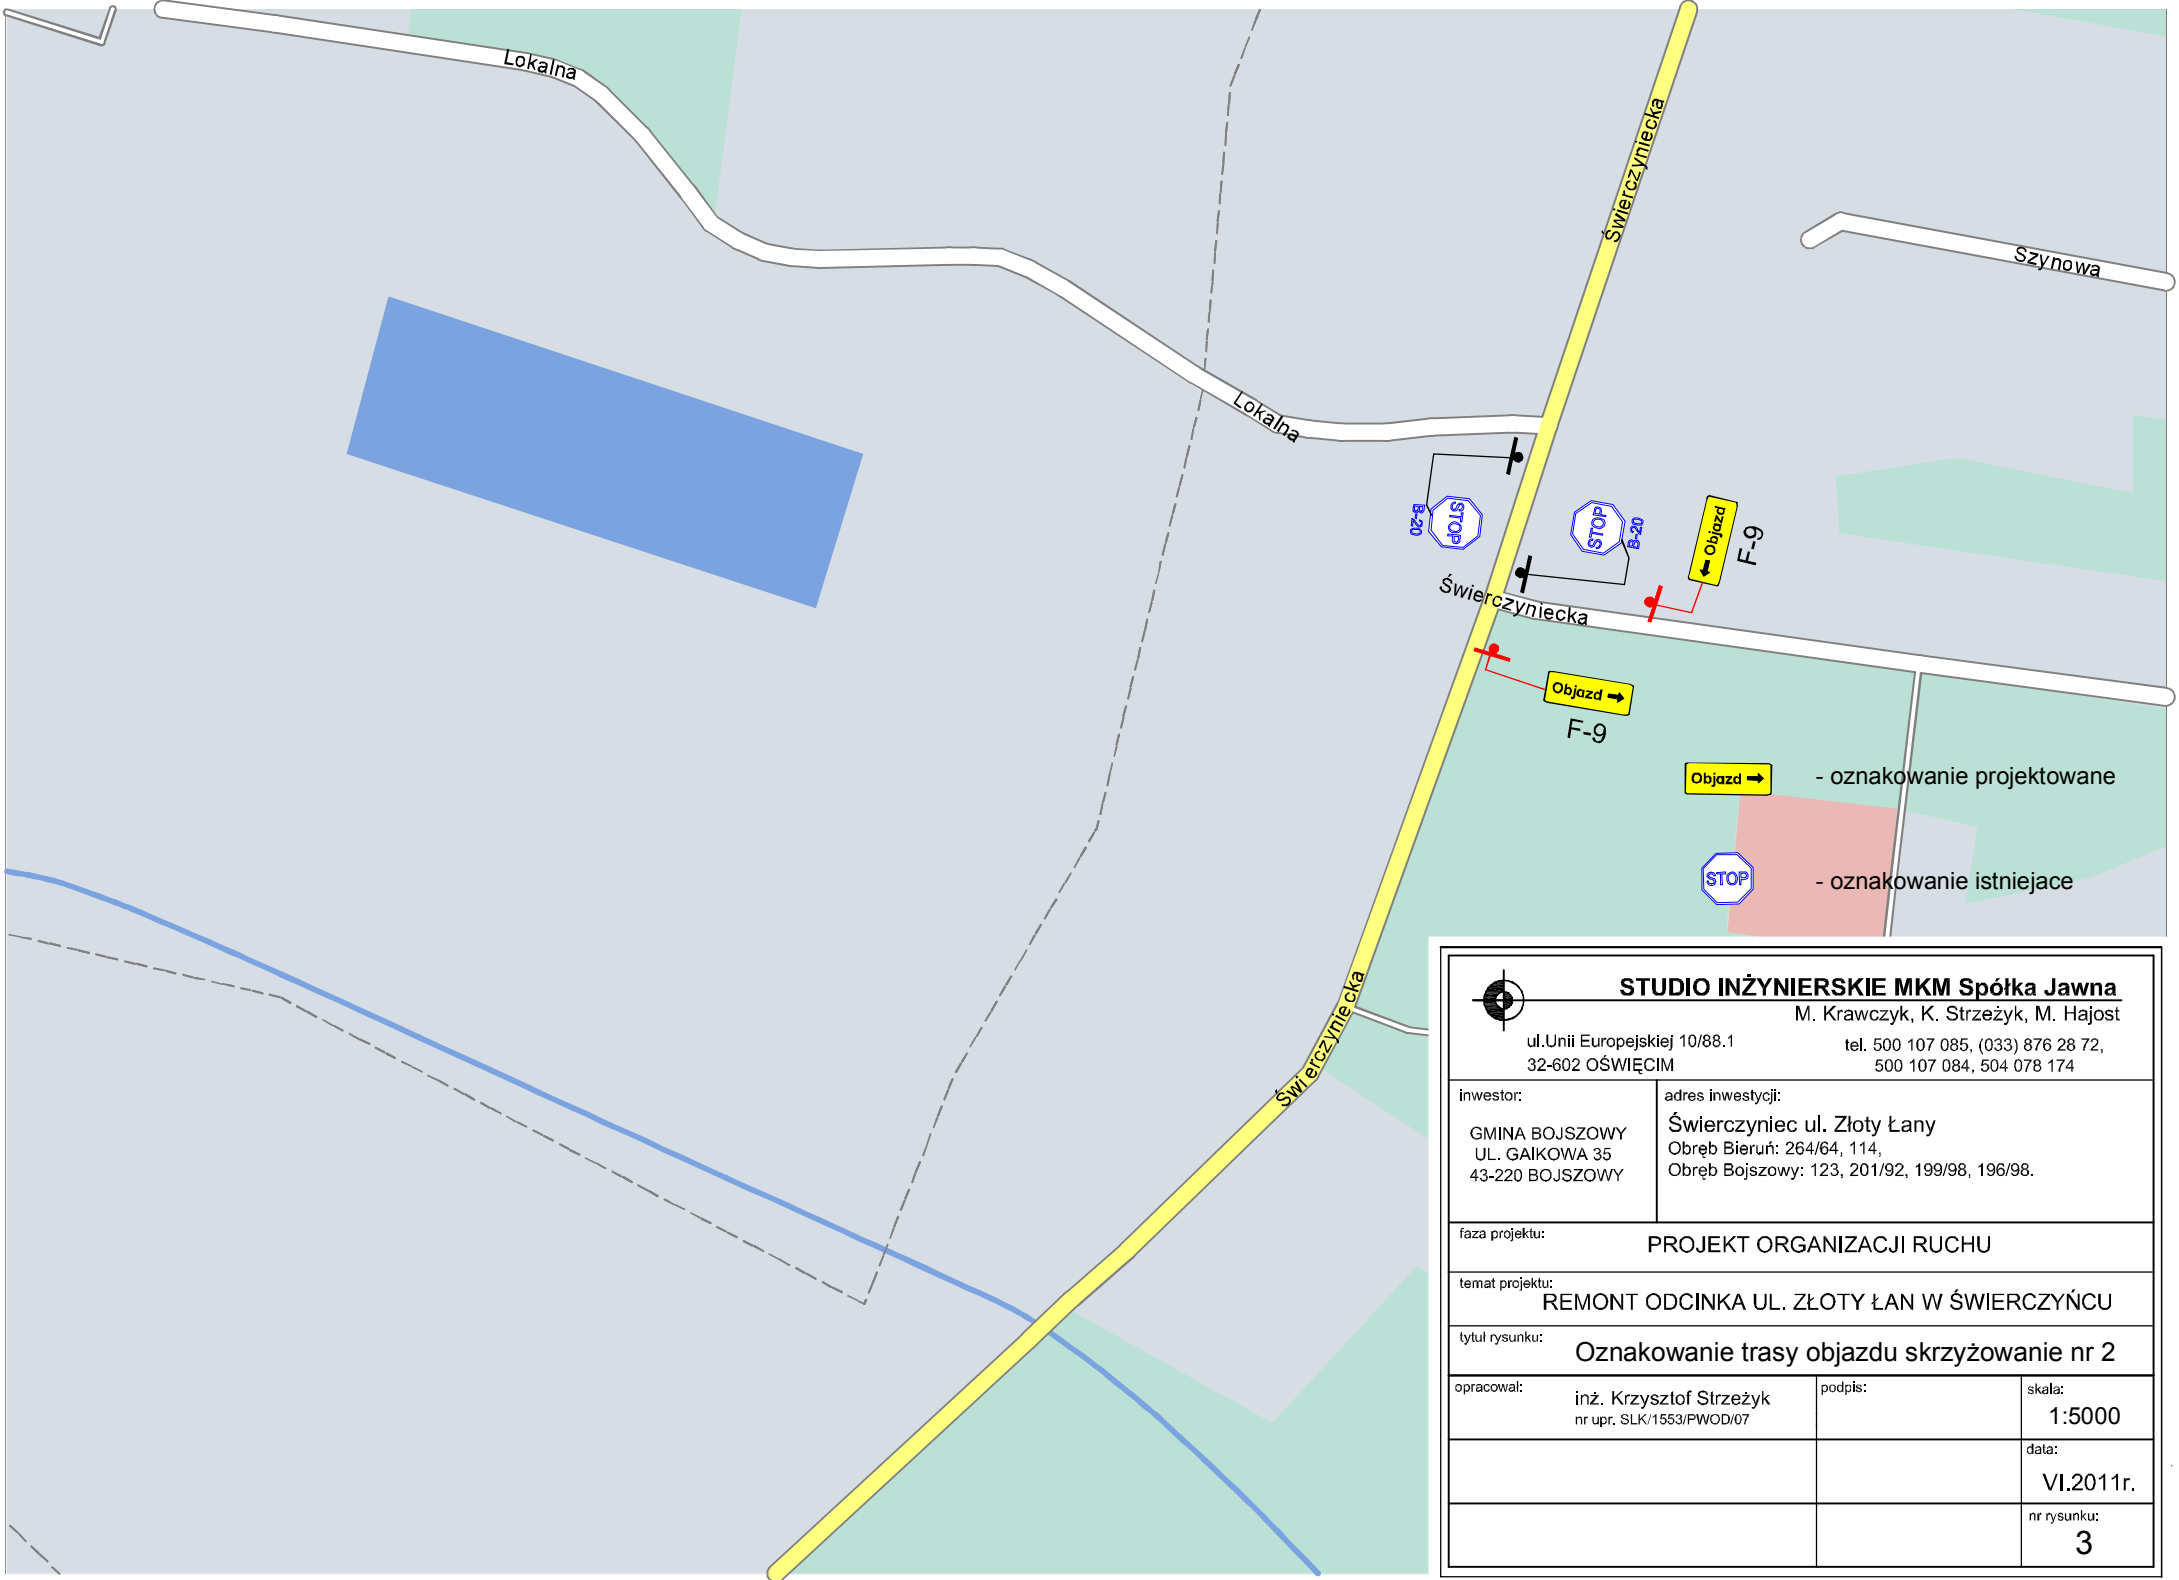 Lokalna
Świerczyniecka
Szynowa
Lokalna
B-20
STOP
STOP
B-20
Objazd
F-9
Świerczyniecka
Objazd
F-9
Objazd
- oznakowanie projektowane
STOP
- oznakowanie istniejace
Świerczyniecka
STUDIO INŻYNIERSKIE MKM Spółka Jawna
M. Krawczyk, K. Strzeżyk, M. Hajost
ul.Unii Europejskiej 10/88.1
32-602 OŚWIĘCIM
tel. 500 107 085, (033) 876 28 72,
500 107 084, 504 078 174
inwestor:
GMINA BOJSZOWY
UL. GAIKOWA 35
43-220 BOJSZOWY
adres inwestycji:
Świerczyniec ul. Złoty Łany
Obręb Bieruń: 264/64, 114,
Obręb Bojszowy: 123, 201/92, 199/98, 196/98.
faza projektu:
PROJEKT ORGANIZACJI RUCHU
temat projektu:
REMONT ODCINKA UL. ZŁOTY ŁAN W ŚWIERCZYŃCU
tytuł rysunku:
Oznakowanie trasy objazdu skrzyżowanie nr 2
opracował:
inż. Krzysztof Strzeżyk
nr upr. SLK/1553/PWOD/07
podpis:
skala:
1:5000
data:
VI.2011r.
nr rysunku:
3